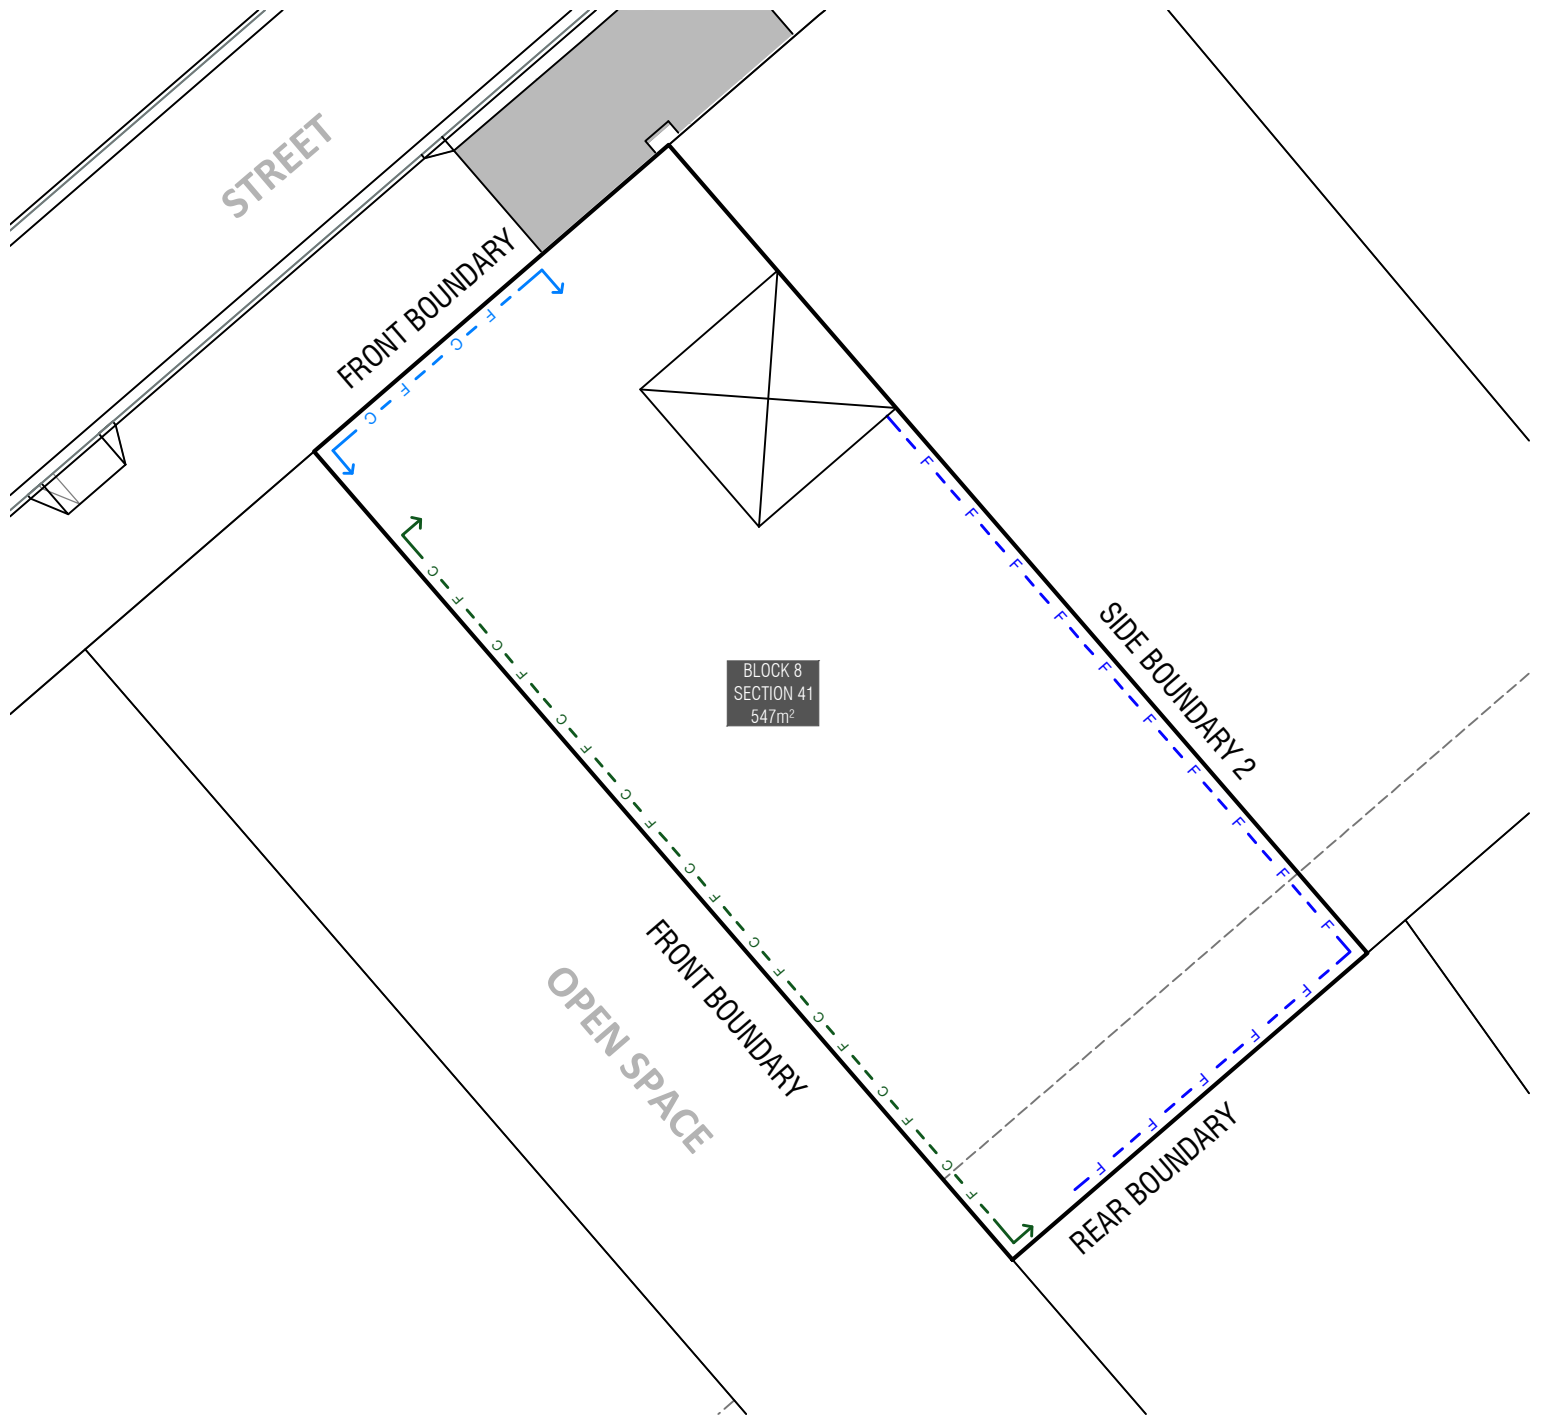 STREET
FRONT BOUNDARY
C F C F
C F C F C F C F C F C F C F C F C F
F F F F F F F F F F
SIDE BOUNDARY 2
BLOCK 8
SECTION 41
547m²
FRONT BOUNDARY
OPEN SPACE
F F F F F
REAR BOUNDARY